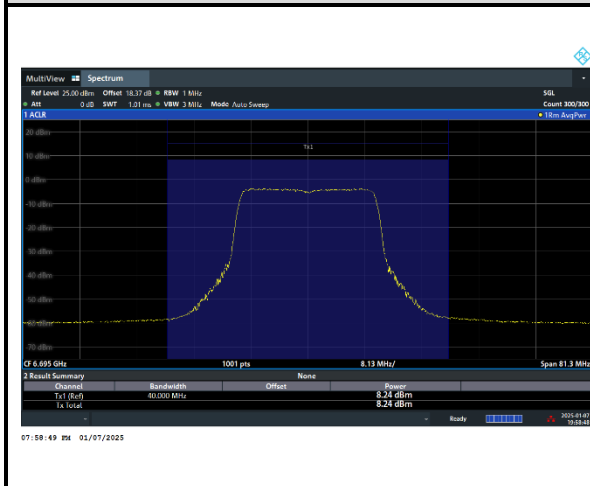 MultiView Spectrum
Ref Level 25.00 dBm Offset 18.37 dB RBW 1 MHz SGL
Att 0 dB SWT 1.01 ms VBW 3 MHz Mode Auto Sweep Count 300/300
1 ACLR 1Rm AvgPwr
20 dBm
Tx1
10 dBm
0 dBm
-10 dBm
-20 dBm
-30 dBm
-40 dBm
-50 dBm
-60 dBm
-70 dBm
CF 6.695 GHz 1001 pts 8.13 MHz/ Span 81.3 MHz
2 Result Summary None
Channel Bandwidth Offset Power
Tx1 (Ref) 40.000 MHz 8.24 dBm
Tx Total 8.24 dBm
Ready 2025-01-07
19:58:48
07:58:49 PM 01/07/2025